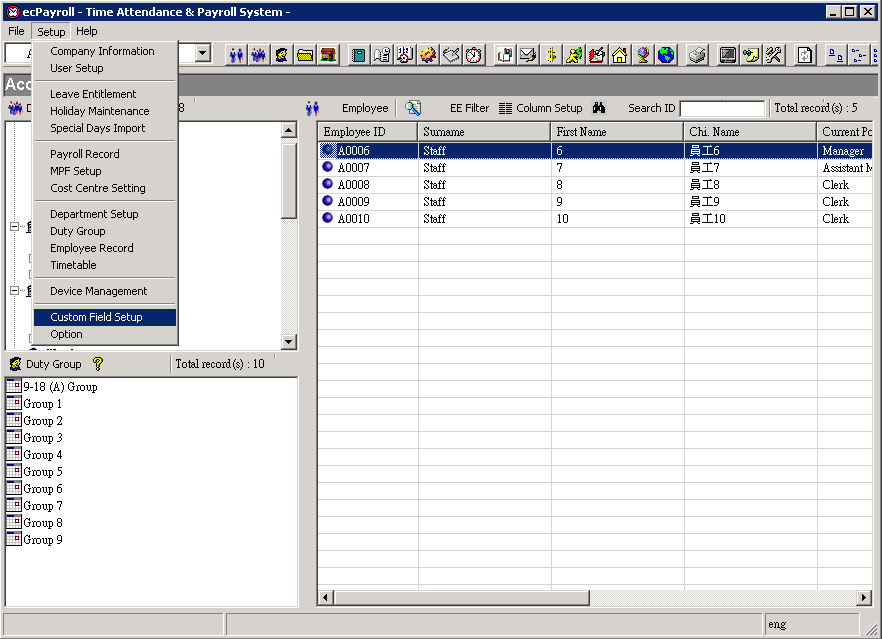 ecPayroll - Time Attendance & Payroll System -
File Setup Help
Company Information
User Setup
Leave Entitlement
Holiday Maintenance
Special Days Import
Payroll Record
MPF Setup
Cost Centre Setting
Department Setup
Duty Group
Employee Record
Timetable
Device Management
Custom Field Setup
Option
Employee EE Filter Column Setup Search ID Total record(s) : 5
Employee ID Surname First Name Chi. Name Current Po
A0006 Staff 6 員工6 Manager
A0007 Staff 7 員工7 Assistant M
A0008 Staff 8 員工8 Clerk
A0009 Staff 9 員工9 Clerk
A0010 Staff 10 員工10 Clerk
Duty Group Total record(s) : 10
9-18 (A) Group
Group 1
Group 2
Group 3
Group 4
Group 5
Group 6
Group 7
Group 8
Group 9
eng